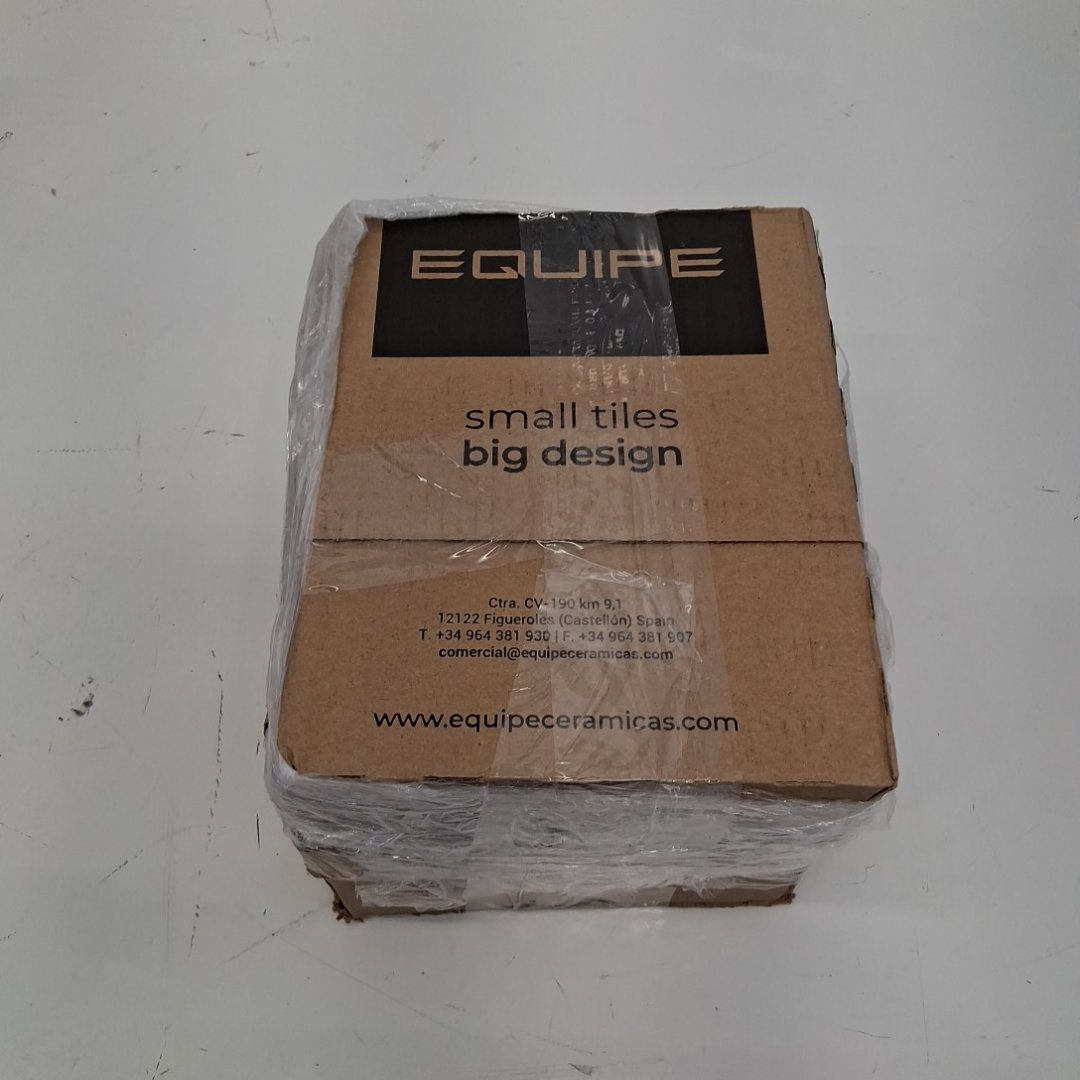 EQUIPE
small tiles
big design
Ctra. CV-190 km 9,1
12122 Figueroles (Castellón) Spain
T. +34 964 381 930 | F. +34 964 381 907
comercial@equipeceramicas.com
www.equipeceramicas.com